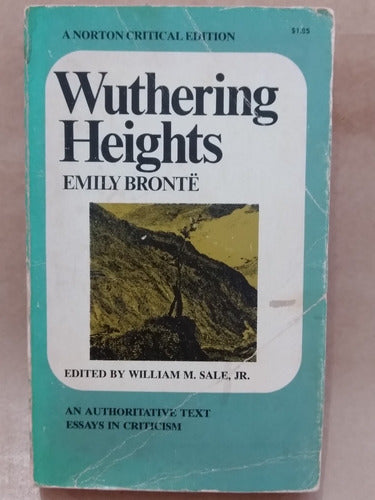 A NORTON CRITICAL EDITION
$1.05
Wuthering
Heights
EMILY BRONTË
EDITED BY WILLIAM M. SALE, JR.
AN AUTHORITATIVE TEXT
ESSAYS IN CRITICISM